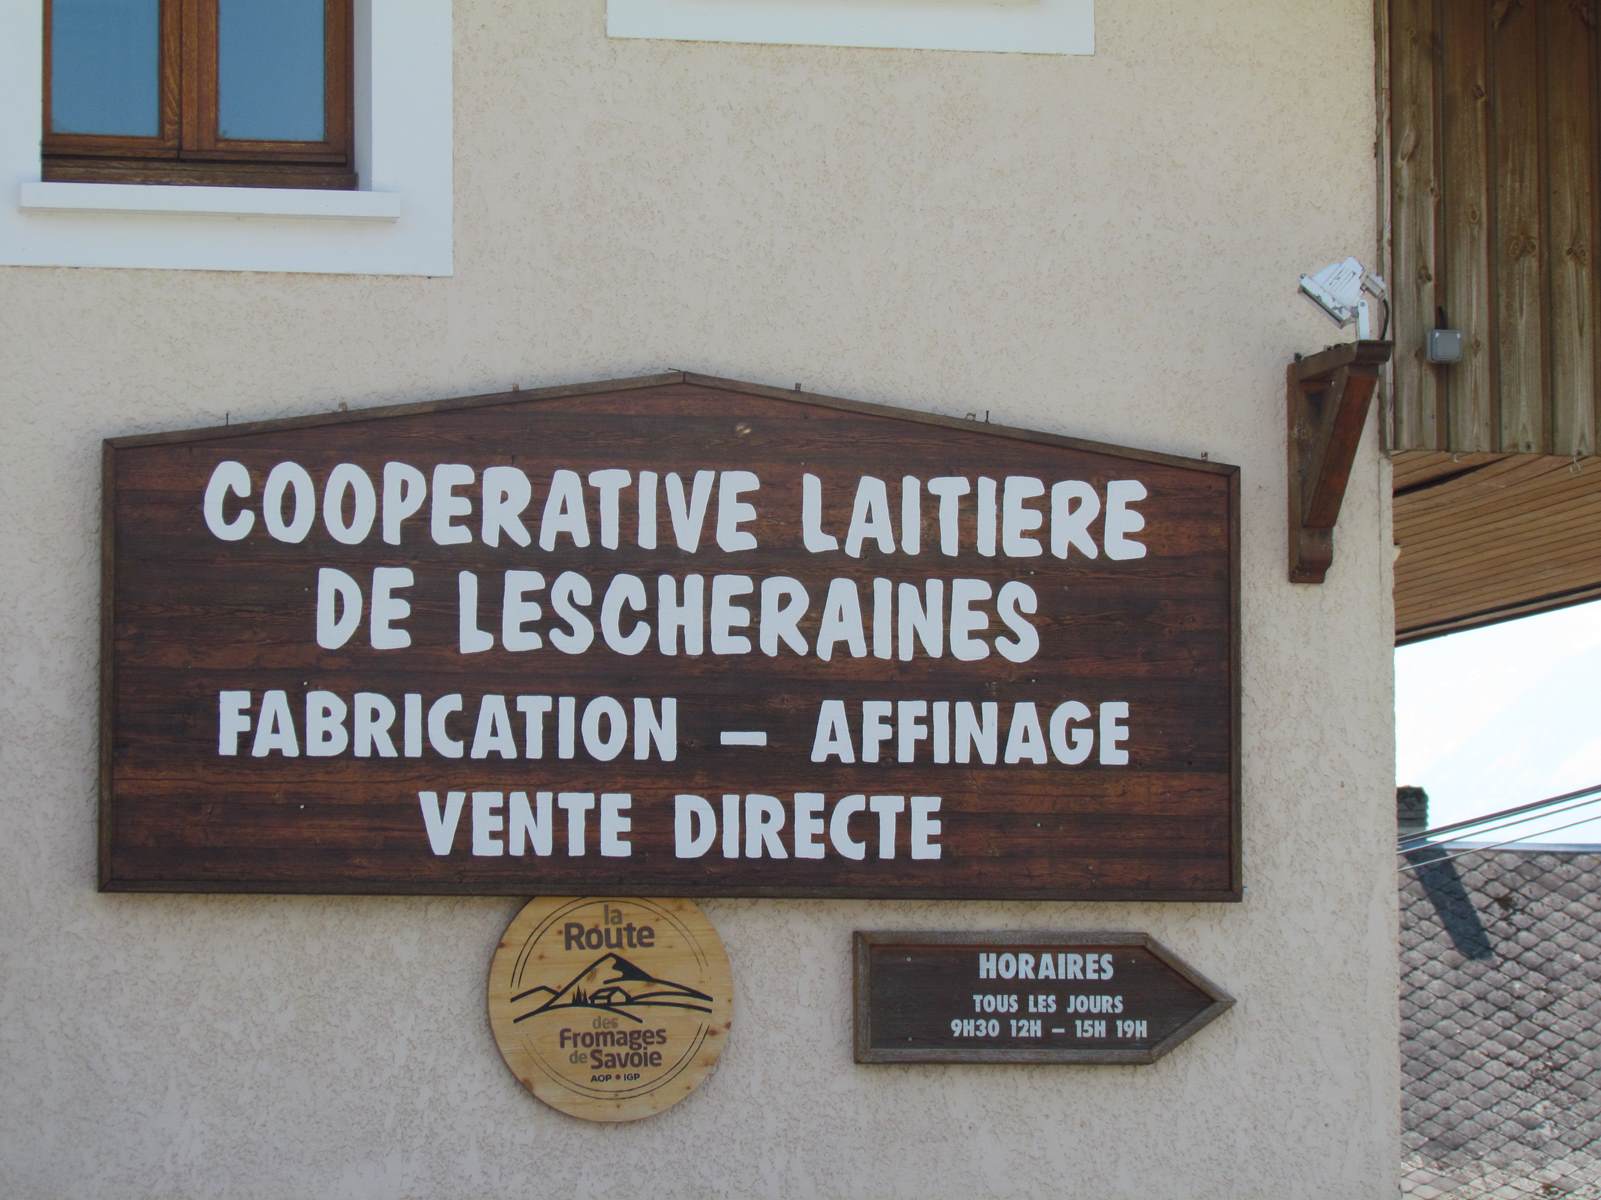 COOPERATIVE LAITIERE
DE LESCHERAINES
FABRICATION – AFFINAGE
VENTE DIRECTE
la
Route
des
Fromages
de Savoie
AOP • IGP
HORAIRES
TOUS LES JOURS
9H30 12H – 15H 19H